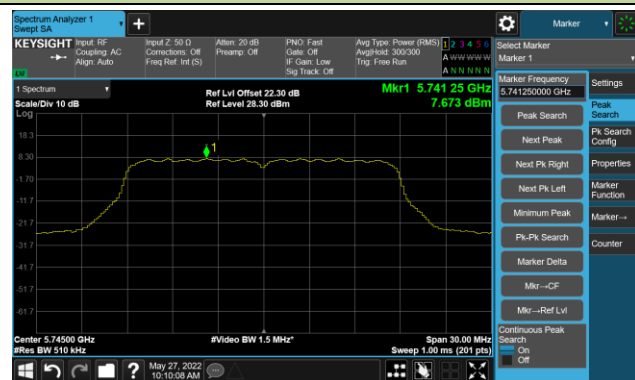 Spectrum Analyzer 1
Swept SA
Marker
KEYSIGHT
Input: RF
Coupling: AC
Align: Auto
Input Z: 50 Ω
Corrections: Off
Freq Ref: Int (S)
Atten: 20 dB
Preamp: Off
PNO: Fast
Gate: Off
IF Gain: Low
Sig Track: Off
Avg Type: Power (RMS)
Avg|Hold: 300/300
Trig: Free Run
1 2 3 4 5 6
A W W W W W
A N N N N N
Select Marker
Marker 1
1 Spectrum
Scale/Div 10 dB
Log
Ref Lvl Offset 22.30 dB
Ref Level 28.30 dBm
Mkr1 5.741 25 GHz
7.673 dBm
1
18.3
8.30
-1.70
-11.7
-21.7
-31.7
-41.7
-51.7
-61.7
Center 5.74500 GHz
#Res BW 510 kHz
#Video BW 1.5 MHz*
Span 30.00 MHz
Sweep 1.00 ms (201 pts)
Marker Frequency
5.741250000 GHz
Peak Search
Next Peak
Next Pk Right
Next Pk Left
Minimum Peak
Pk-Pk Search
Marker Delta
Mkr→CF
Mkr→Ref Lvl
Continuous Peak
Search
On
Off
Settings
Peak
Search
Pk Search
Config
Properties
Marker
Function
Marker→
Counter
May 27, 2022
10:10:08 AM